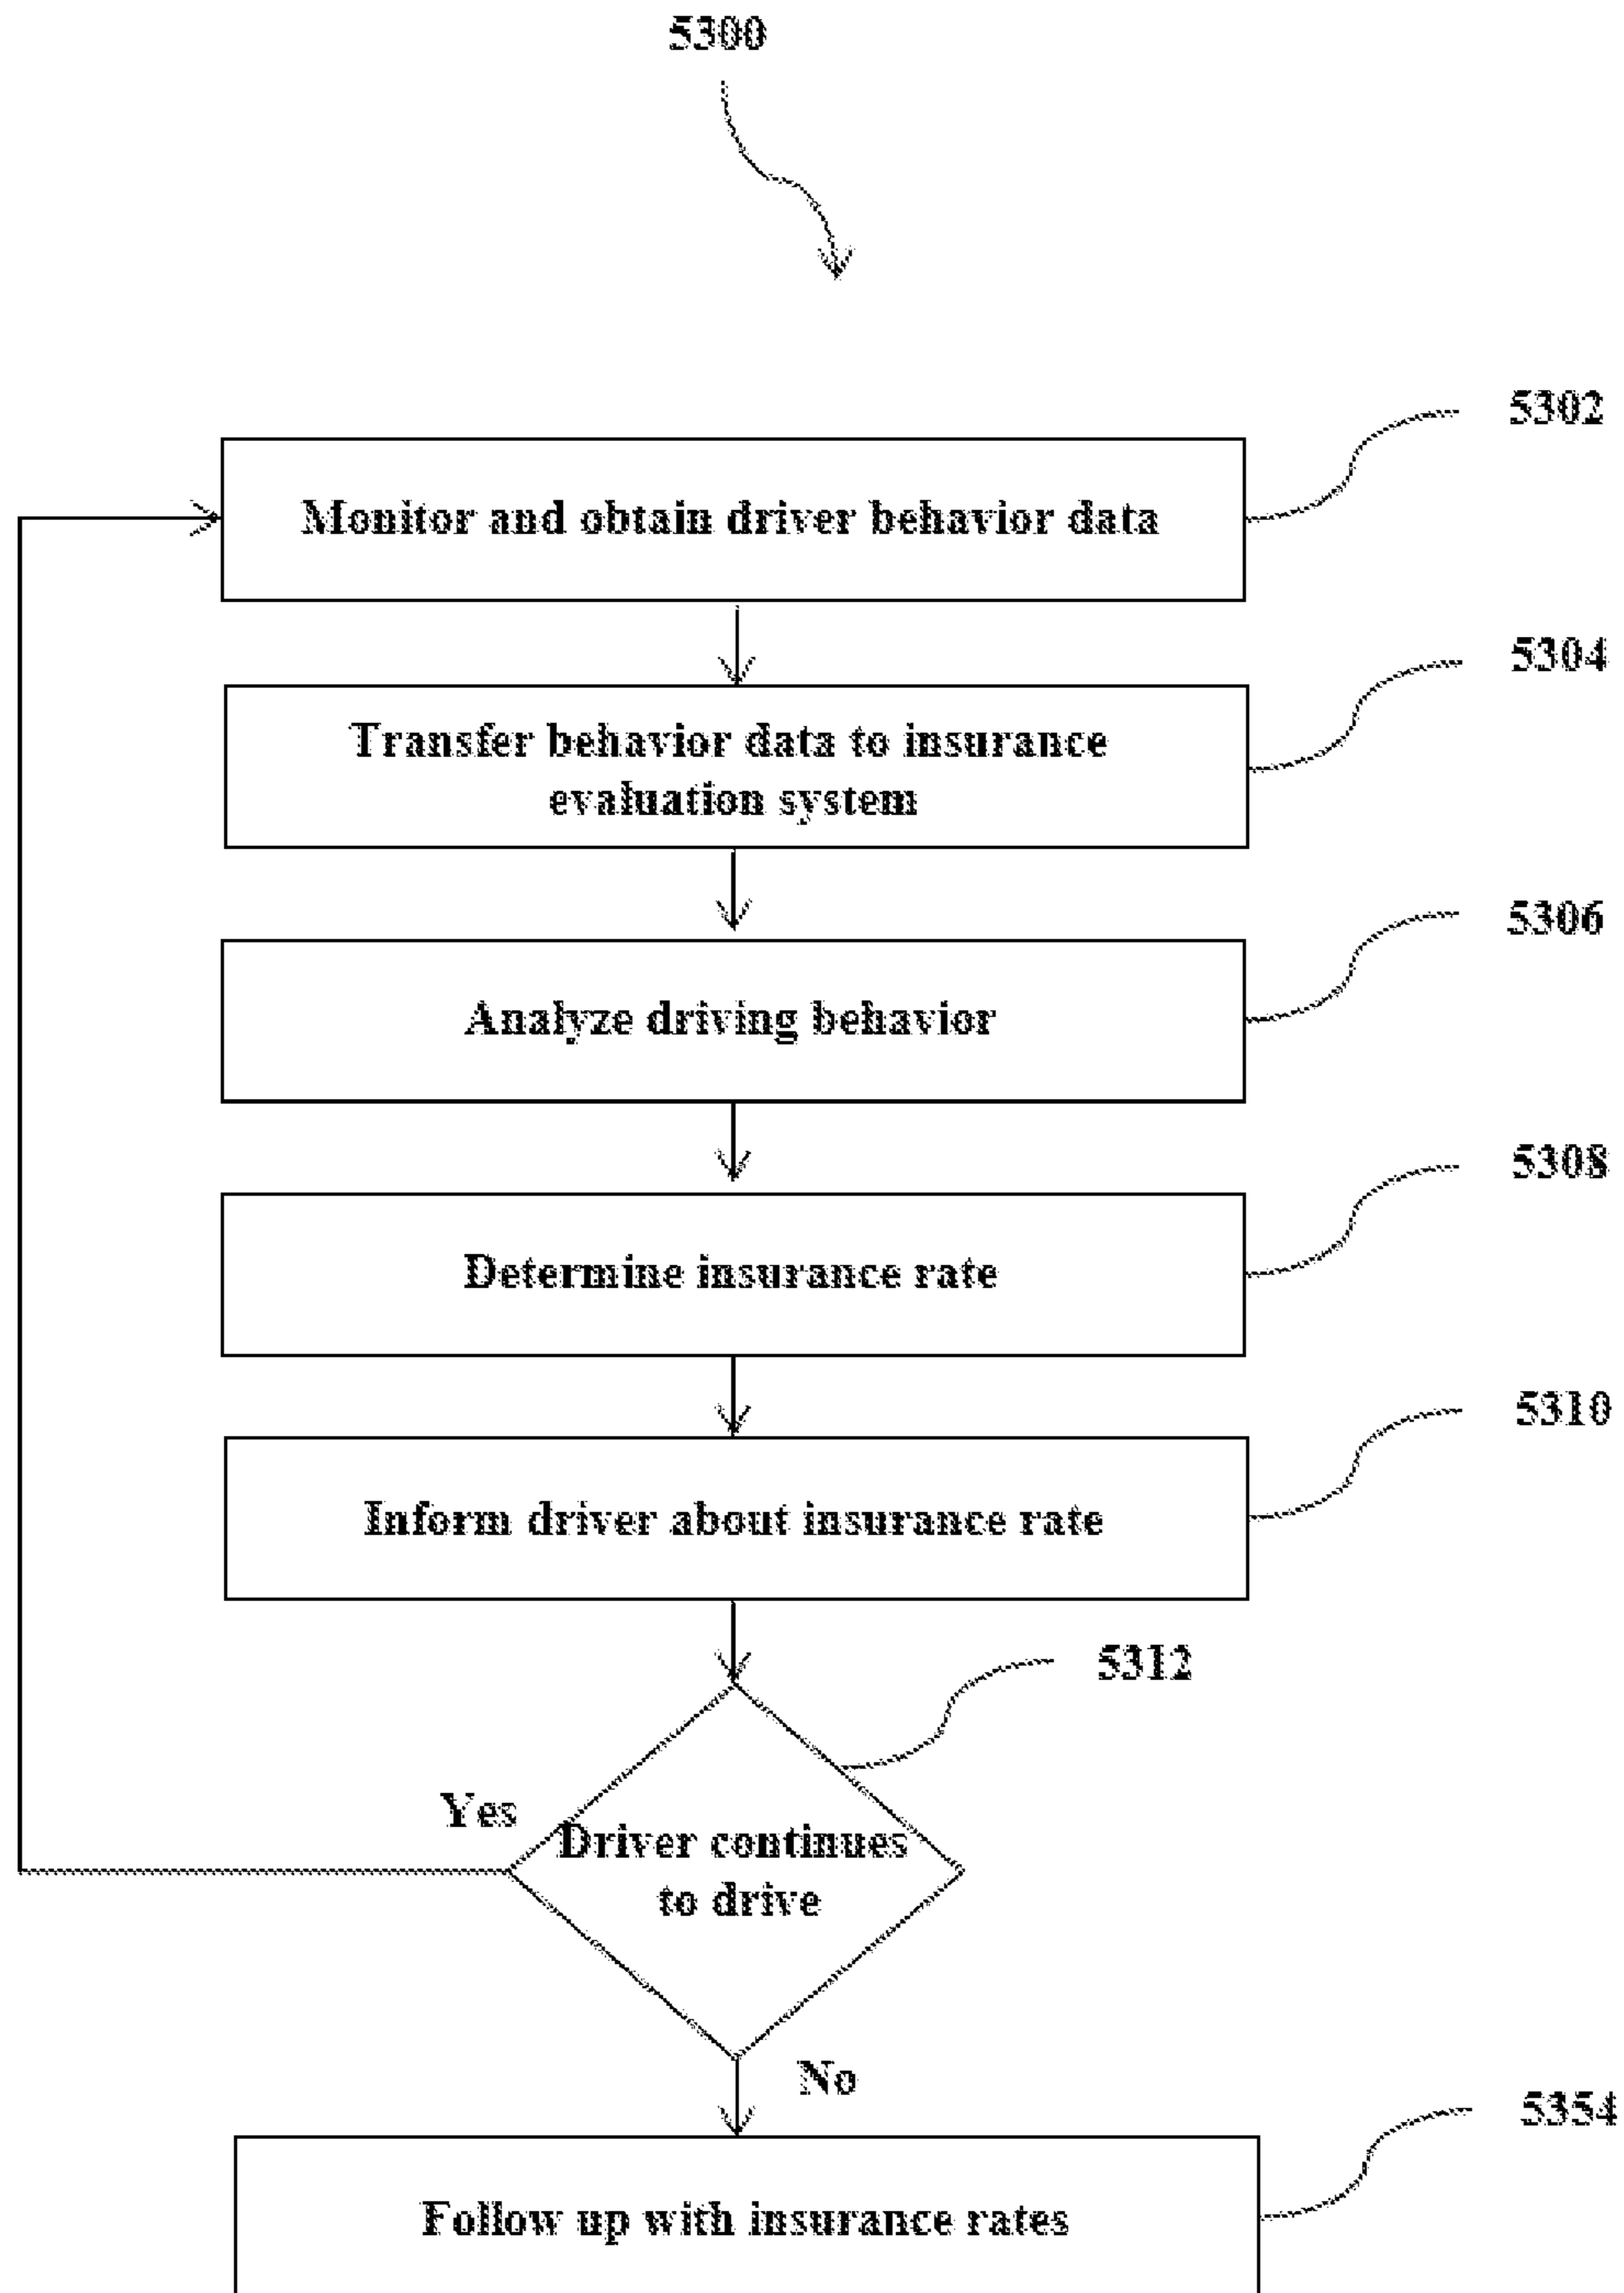 5300
5302
Monitor and obtain driver behavior data
5304
Transfer behavior data to insurance
evaluation system
5306
Analyze driving behavior
5308
Determine insurance rate
5310
Inform driver about insurance rate
5312
Yes
Driver continues
to drive
No
5354
Follow up with insurance rates